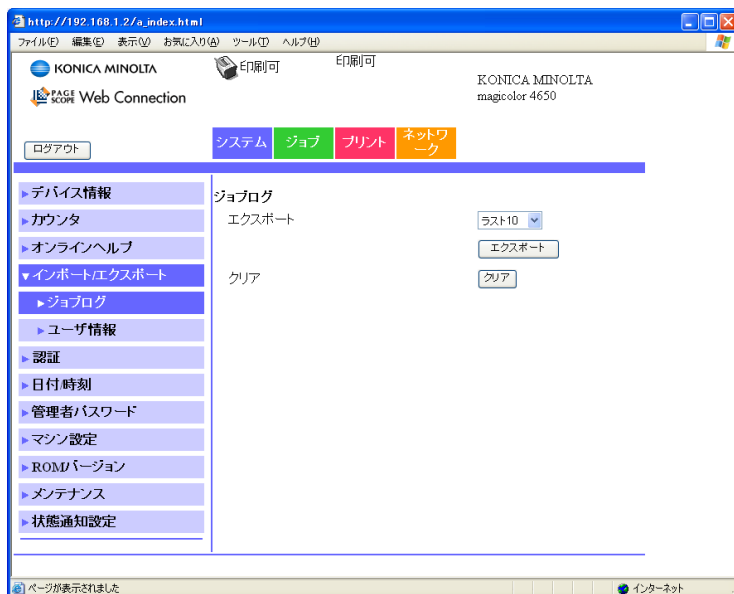 http://192.168.1.2/a_index.html
ファイル(F) 編集(E) 表示(V) お気に入り(A) ツール(T) ヘルプ(H)
KONICA MINOLTA
印刷可
印刷可
KONICA MINOLTA
magicolor 4650
PAGE SCOPE Web Connection
ログアウト
システム
ジョブ
プリント
ネットワ
ーク
デバイス情報
カウンタ
オンラインヘルプ
インポート/エクスポート
ジョブログ
ユーザ情報
認証
日付/時刻
管理者パスワード
マシン設定
ROMバージョン
メンテナンス
状態通知設定
ジョブログ
エクスポート
ラスト10
エクスポート
クリア
クリア
ページが表示されました
インターネット